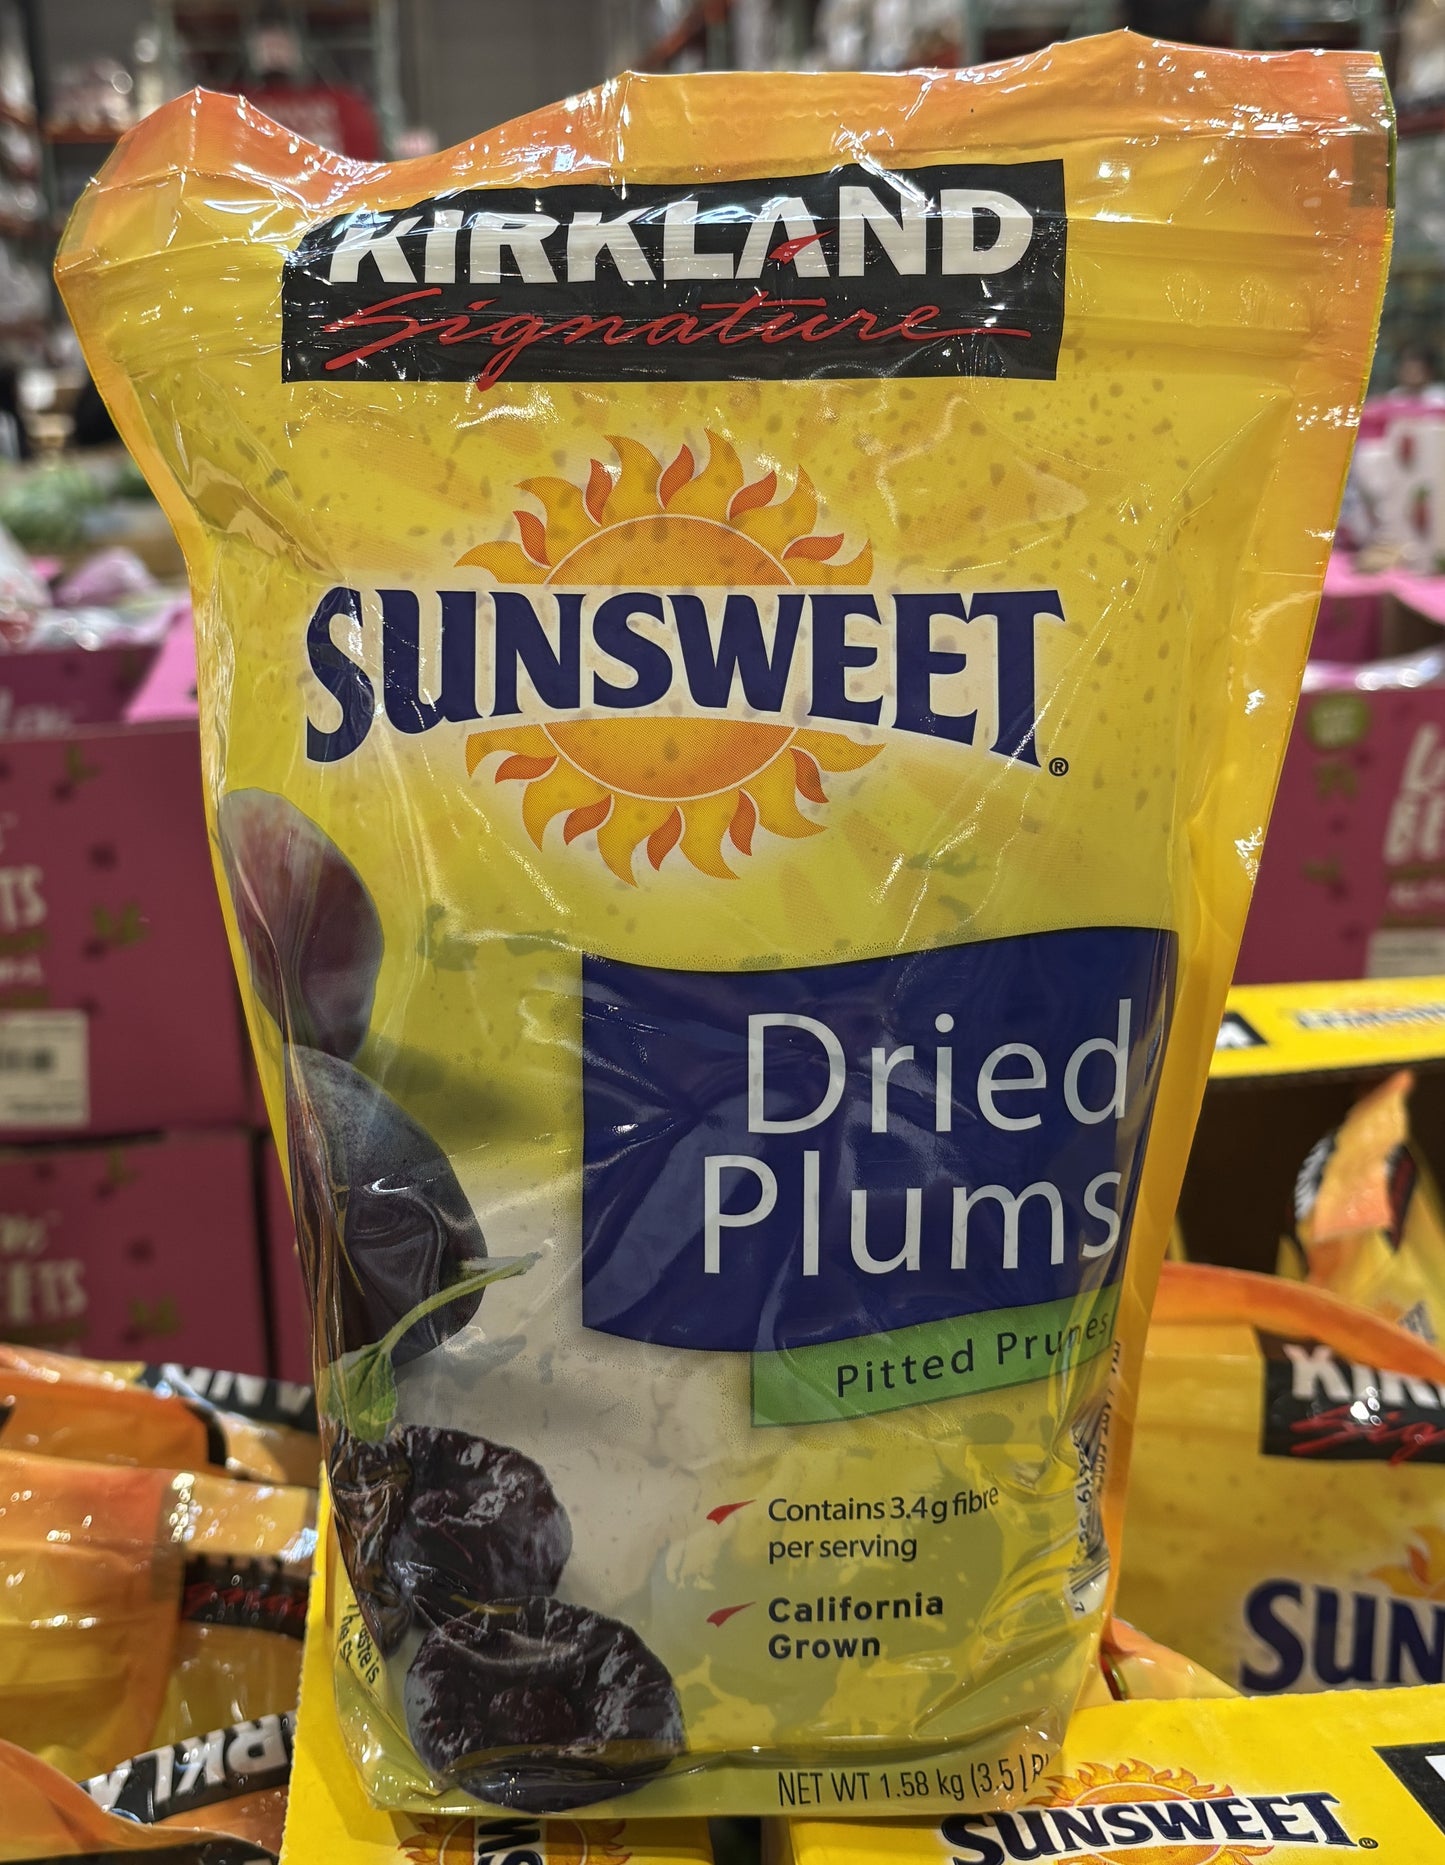 KIRKLAND
Signature
SUNSWEET®
Dried
Plums
Pitted Prunes
Contains 3.4g fibre
per serving
California
Grown
NET WT 1.58 kg (3.5
SUNSWEET®